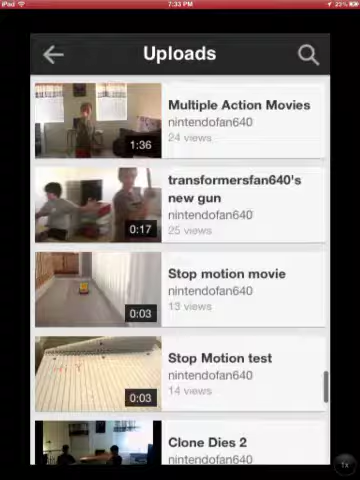 iPad
7:33 PM
23%
Uploads
Multiple Action Movies
nintendofan640
24 views
1:36
transformersfan640's
new gun
nintendofan640
25 views
0:17
Stop motion movie
nintendofan640
13 views
0:03
Stop Motion test
nintendofan640
14 views
0:03
Clone Dies 2
nintendofan640
1x